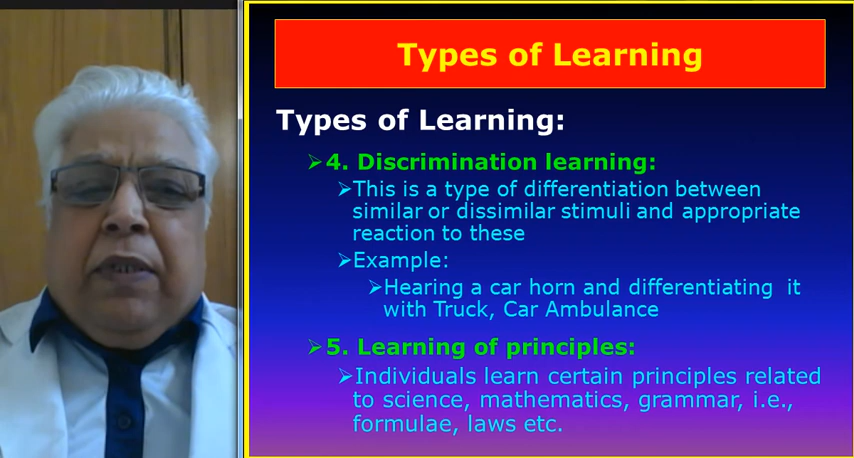 Types of Learning
Types of Learning:
➢4. Discrimination learning:
➢This is a type of differentiation between
similar or dissimilar stimuli and appropriate
reaction to these
➢Example:
➢Hearing a car horn and differentiating it
with Truck, Car Ambulance
➢5. Learning of principles:
➢Individuals learn certain principles related
to science, mathematics, grammar, i.e.,
formulae, laws etc.